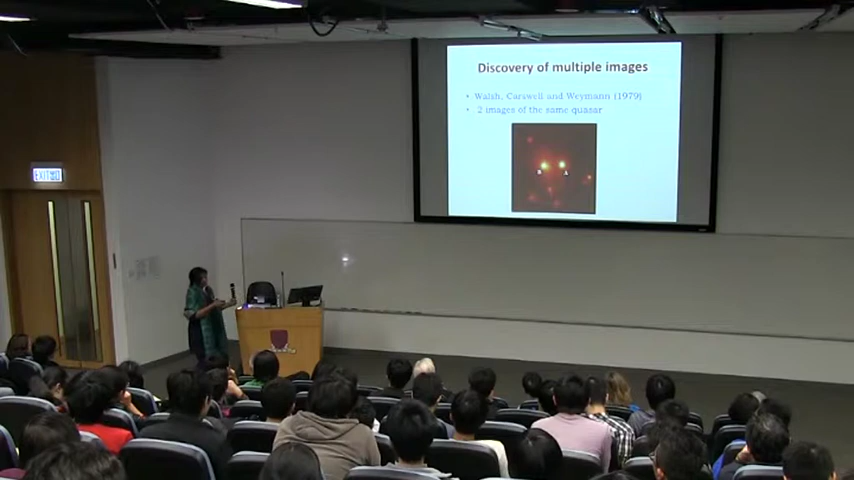 Discovery of multiple images
• Walsh, Carswell and Weymann (1979)
• 2 images of the same quasar
B A
EXIT